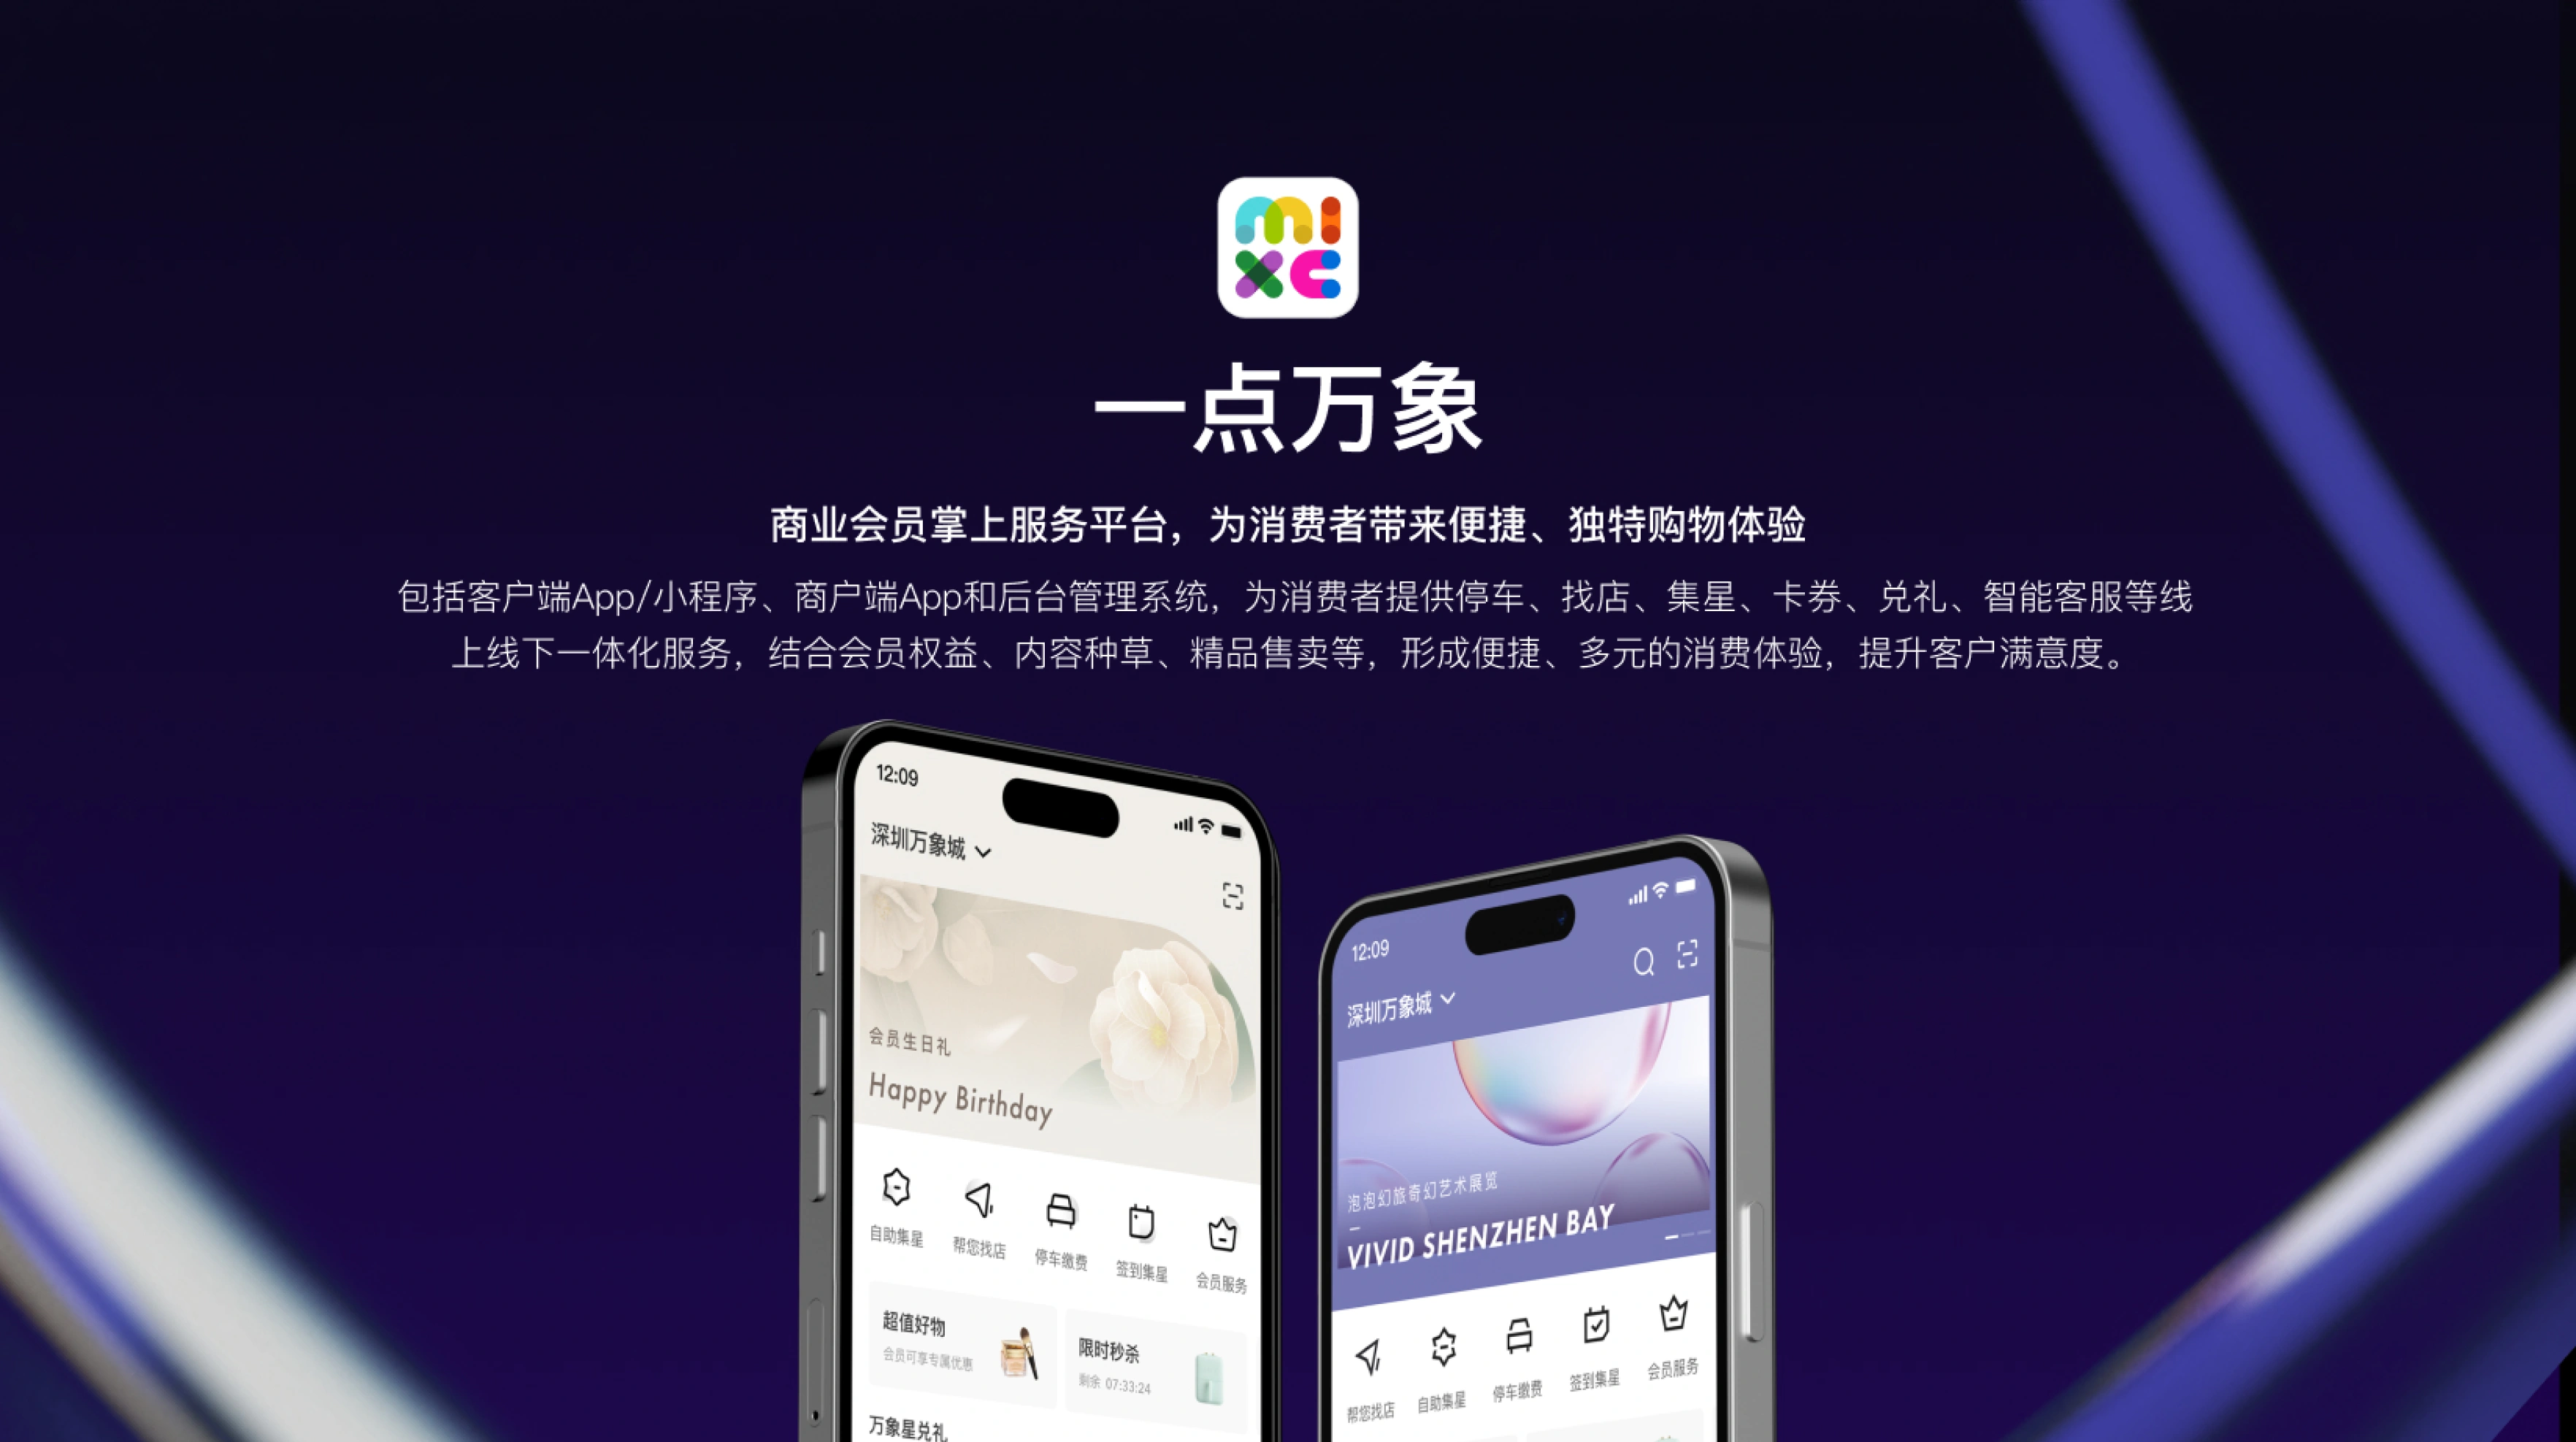 mixc
一点万象
商业会员掌上服务平台，为消费者带来便捷、独特购物体验
包括客户端App/小程序、商户端App和后台管理系统，为消费者提供停车、找店、集星、卡券、兑礼、智能客服等线
上线下一体化服务，结合会员权益、内容种草、精品售卖等，形成便捷、多元的消费体验，提升客户满意度。
12:09
深圳万象城
会员生日礼
Happy Birthday
自助集星 帮您找店 停车缴费 签到集星 会员服务
超值好物
会员可享专属优惠
限时秒杀
剩余 07:33:24
万象星兑礼
12:09
深圳万象城
泡泡幻旅奇幻艺术展览
VIVID SHENZHEN BAY
帮您找店 自助集星 停车缴费 签到集星 会员服务